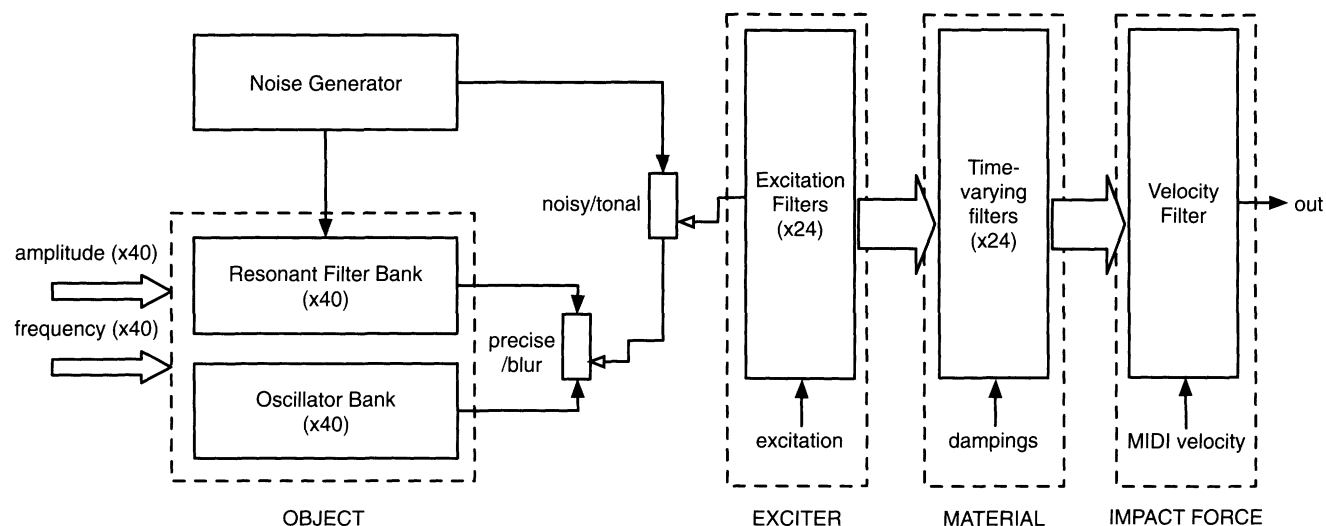 Noise Generator
noisy/tonal
amplitude (x40)
Resonant Filter Bank
(x40)
frequency (x40)
precise
/blur
Oscillator Bank
(x40)
OBJECT
Excitation
Filters
(x24)
excitation
EXCITER
Time-
varying
filters
(x24)
dampings
MATERIAL
Velocity
Filter
out
MIDI velocity
IMPACT FORCE